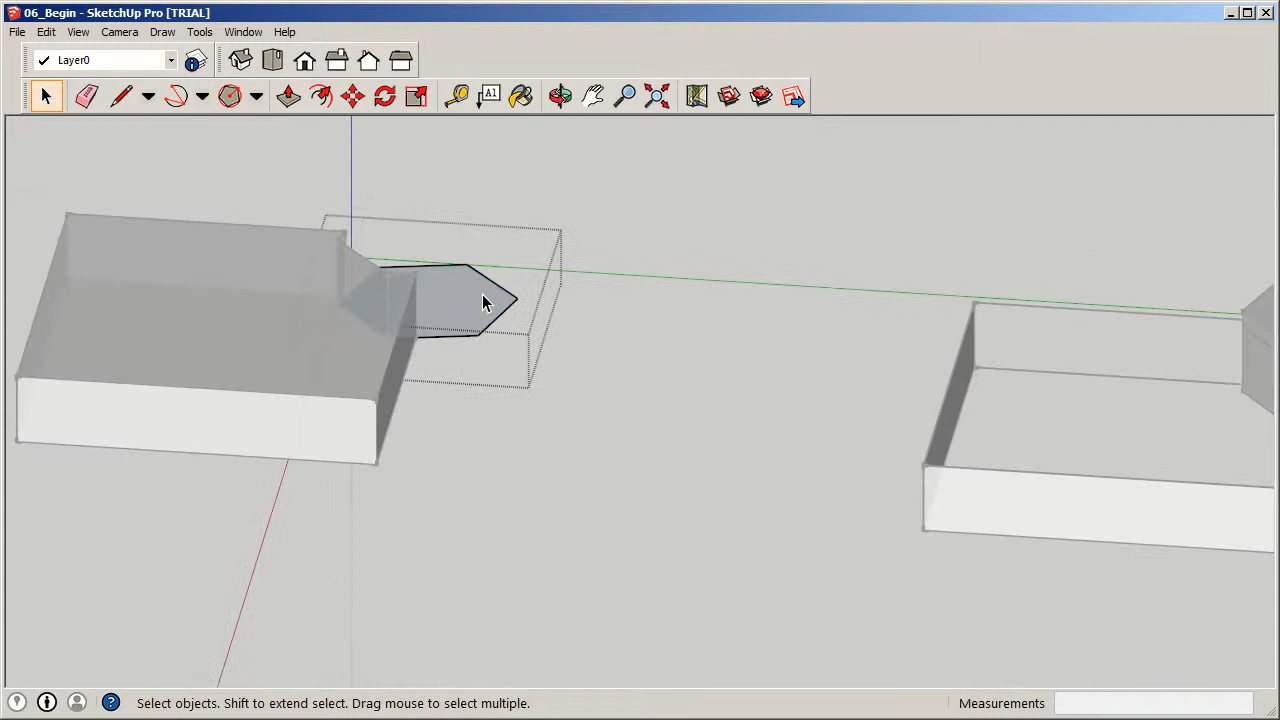 06_Begin - SketchUp Pro [TRIAL]
File Edit View Camera Draw Tools Window Help
Layer0
A1
Select objects. Shift to extend select. Drag mouse to select multiple.
Measurements